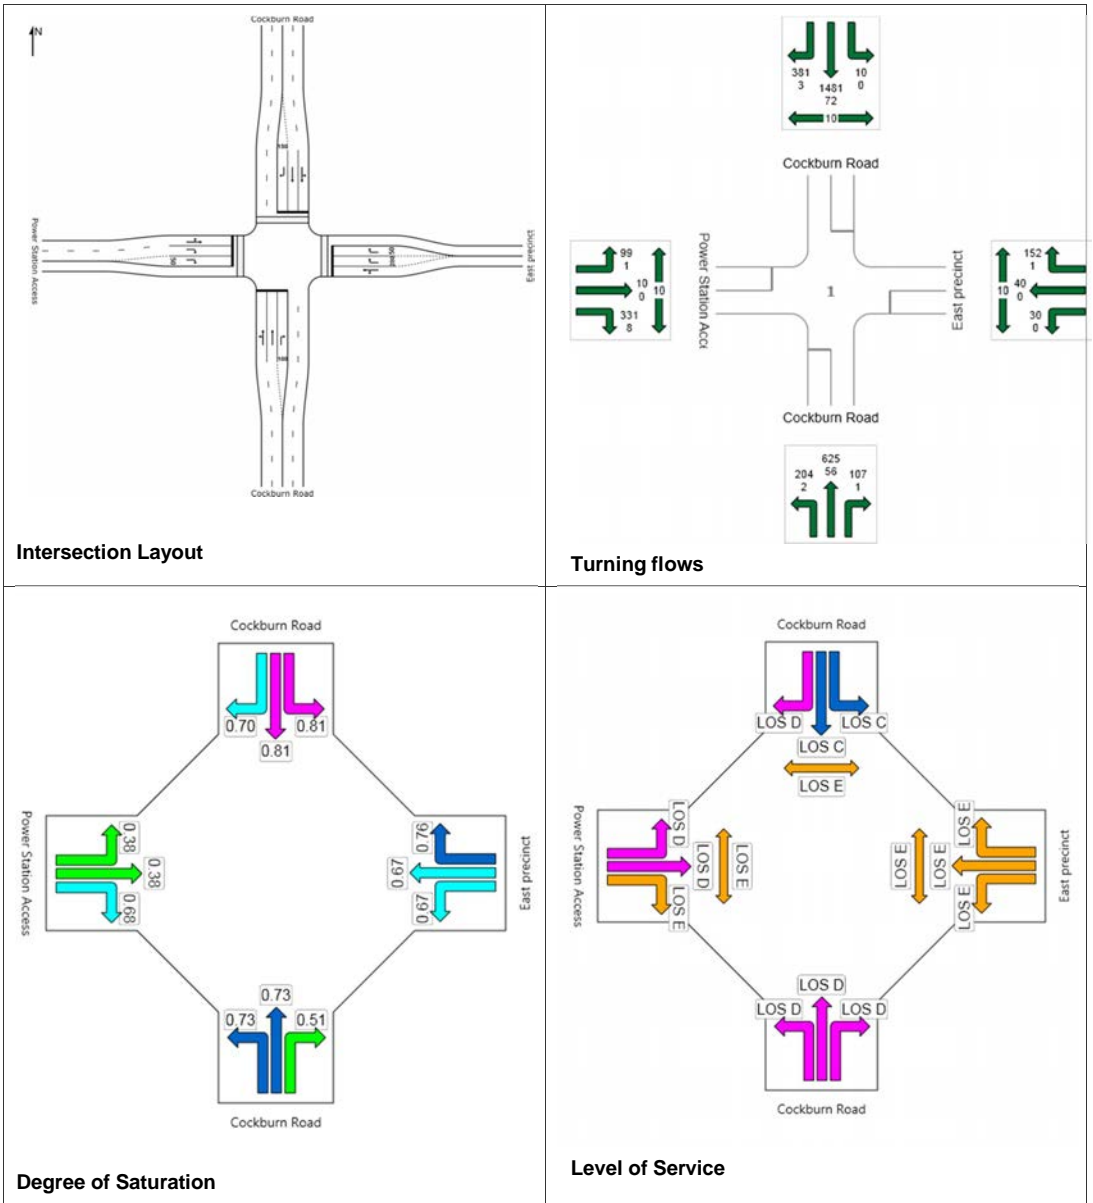 Cockburn Road
N
150
Power Station Access
50
50
200
East precinct
100
Cockburn Road
Intersection Layout
381
3
1481
72
10
0
10
Cockburn Road
99
1
10
0
10
331
8
Power Station Acc
1
East precinct
152
1
10
40
0
30
0
Cockburn Road
204
2
625
56
107
1
Turning flows
Cockburn Road
0.70
0.81
0.81
Power Station Access
0.38
0.38
0.68
0.76
0.67
0.67
East precinct
0.73
0.73
0.51
Cockburn Road
Degree of Saturation
Cockburn Road
LOS D
LOS C
LOS C
LOS E
Power Station Access
LOS D
LOS D
LOS E
LOS E
LOS E
LOS E
LOS E
LOS E
East precinct
LOS D
LOS D
LOS D
Cockburn Road
Level of Service